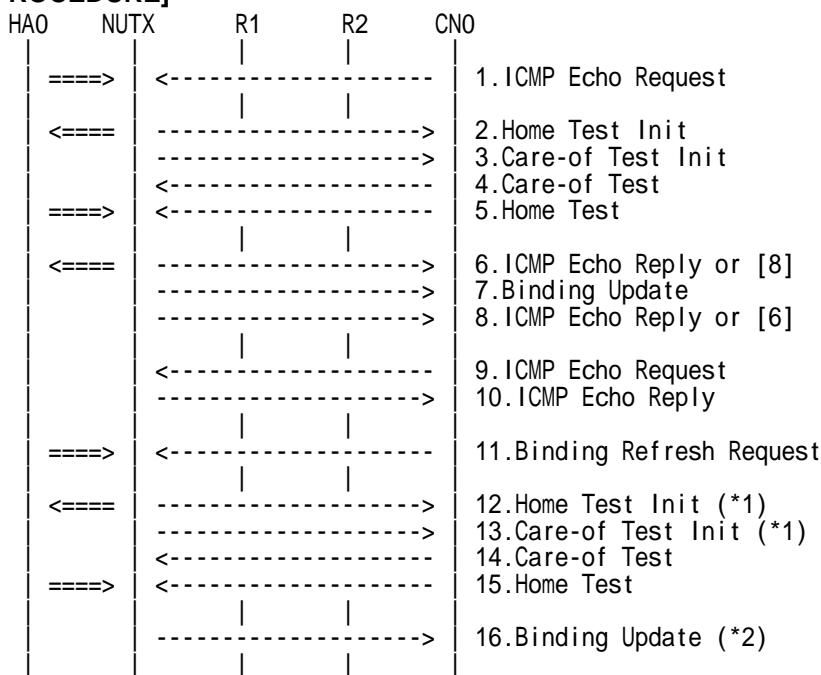 ROCEDURE]
HA0 NUTX R1 R2 CN0
====> <--------------------- 1.ICMP Echo Request
<==== ---------------------> 2.Home Test Init
---------------------> 3.Care-of Test Init
<--------------------- 4.Care-of Test
====> <--------------------- 5.Home Test
<==== ---------------------> 6.ICMP Echo Reply or [8]
---------------------> 7.Binding Update
---------------------> 8.ICMP Echo Reply or [6]
<--------------------- 9.ICMP Echo Request
---------------------> 10.ICMP Echo Reply
====> <--------------------- 11.Binding Refresh Request
<==== ---------------------> 12.Home Test Init (*1)
---------------------> 13.Care-of Test Init (*1)
<--------------------- 14.Care-of Test
====> <--------------------- 15.Home Test
---------------------> 16.Binding Update (*2)